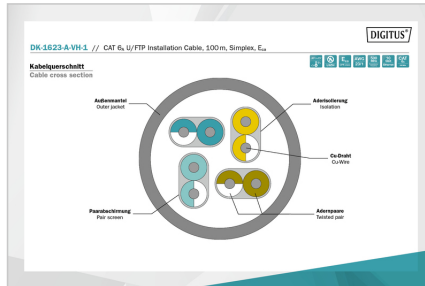 DIGITUS®
DK-1623-A-VH-1 // CAT 6A U/FTP Installation Cable, 100 m, Simplex, Eca
Kabelquerschnitt
Cable cross section
Außenmantel
Outer jacket
Aderisolierung
Isolation
Cu-Draht
Cu-Wire
Paarabschirmung
Pair screen
Adernpaare
Twisted pair